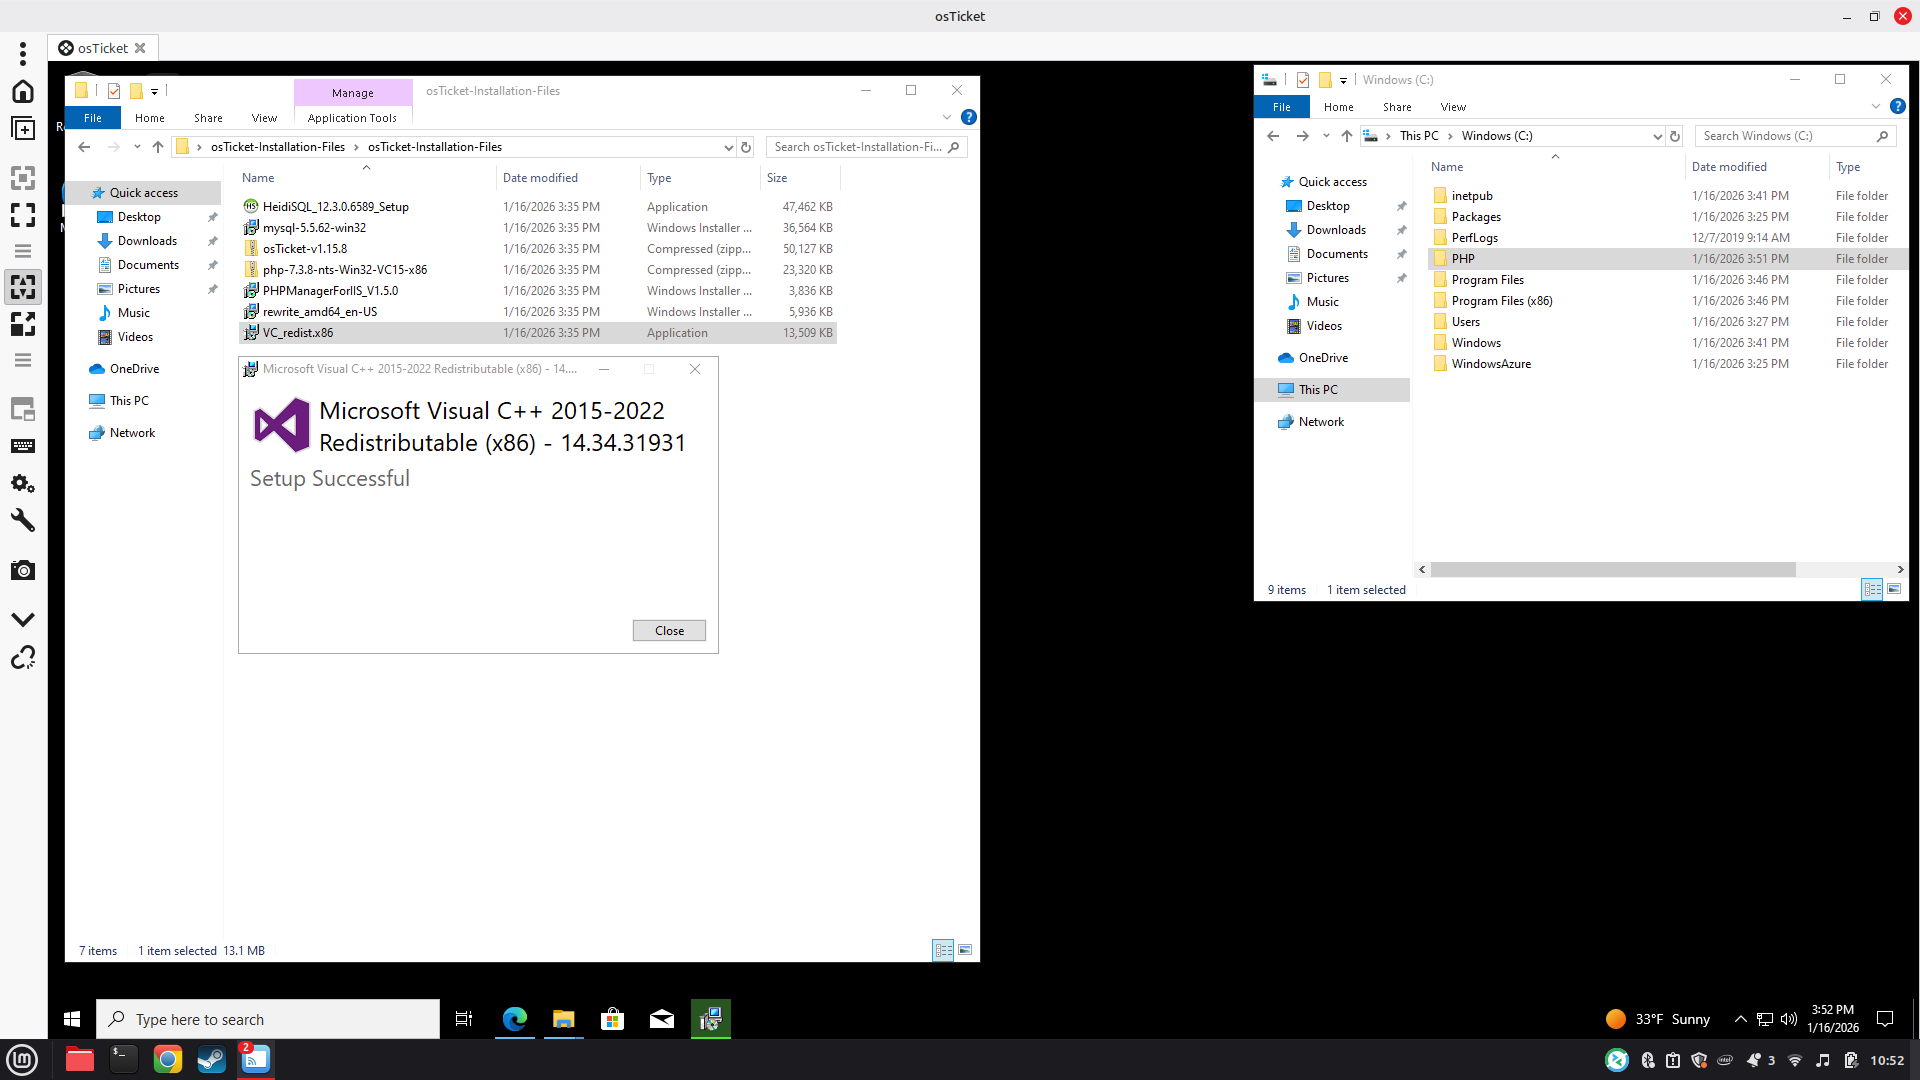 osTicket
osTicket
Manage
osTicket-Installation-Files
File
Home
Share
View
Application Tools
osTicket-Installation-Files
osTicket-Installation-Files
Search osTicket-Installation-Fi...
Name
Date modified
Type
Size
Quick access
Desktop
Downloads
Documents
Pictures
Music
Videos
OneDrive
This PC
Network
HeidiSQL_12.3.0.6589_Setup 1/16/2026 3:35 PM Application 47,462 KB
mysql-5.5.62-win32 1/16/2026 3:35 PM Windows Installer ... 36,564 KB
osTicket-v1.15.8 1/16/2026 3:35 PM Compressed (zipp... 50,127 KB
php-7.3.8-nts-Win32-VC15-x86 1/16/2026 3:35 PM Compressed (zipp... 23,320 KB
PHPManagerForIIS_V1.5.0 1/16/2026 3:35 PM Windows Installer ... 3,836 KB
rewrite_amd64_en-US 1/16/2026 3:35 PM Windows Installer ... 5,936 KB
VC_redist.x86 1/16/2026 3:35 PM Application 13,509 KB
Microsoft Visual C++ 2015-2022 Redistributable (x86) - 14....
Microsoft Visual C++ 2015-2022
Redistributable (x86) - 14.34.31931
Setup Successful
Close
7 items 1 item selected 13.1 MB
Windows (C:)
File
Home
Share
View
This PC
Windows (C:)
Search Windows (C:)
Name
Date modified
Type
Quick access
Desktop
Downloads
Documents
Pictures
Music
Videos
OneDrive
This PC
Network
inetpub 1/16/2026 3:41 PM File folder
Packages 1/16/2026 3:25 PM File folder
PerfLogs 12/7/2019 9:14 AM File folder
PHP 1/16/2026 3:51 PM File folder
Program Files 1/16/2026 3:46 PM File folder
Program Files (x86) 1/16/2026 3:46 PM File folder
Users 1/16/2026 3:27 PM File folder
Windows 1/16/2026 3:41 PM File folder
WindowsAzure 1/16/2026 3:25 PM File folder
9 items 1 item selected
Type here to search
33°F Sunny
3:52 PM
1/16/2026
2
3
10:52